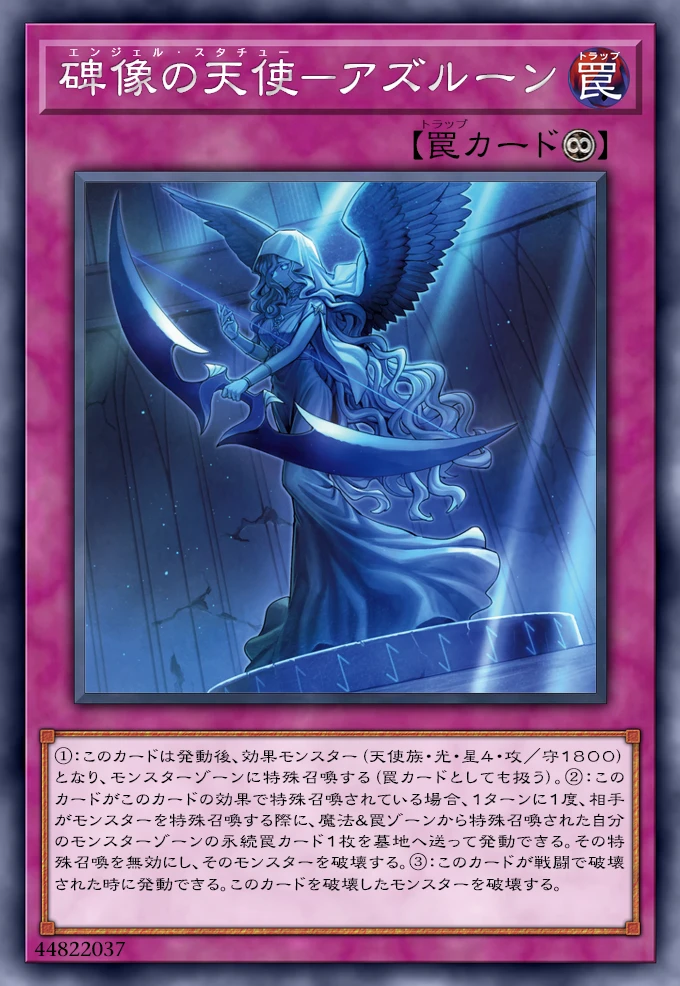 エンジェル・スタチュー
碑像の天使－アズルーン
トラップ
罠
トラップ
【罠カード】
①：このカードは発動後、効果モンスター（天使族・光・星４・攻／守１８００）
となり、モンスターゾーンに特殊召喚する（罠カードとしても扱う）。②：この
カードがこのカードの効果で特殊召喚されている場合、１ターンに１度、相手
がモンスターを特殊召喚する際に、魔法&罠ゾーンから特殊召喚された自分
のモンスターゾーンの永続罠カード１枚を墓地へ送って発動できる。その特
殊召喚を無効にし、そのモンスターを破壊する。③：このカードが戦闘で破壊
された時に発動できる。このカードを破壊したモンスターを破壊する。
44822037